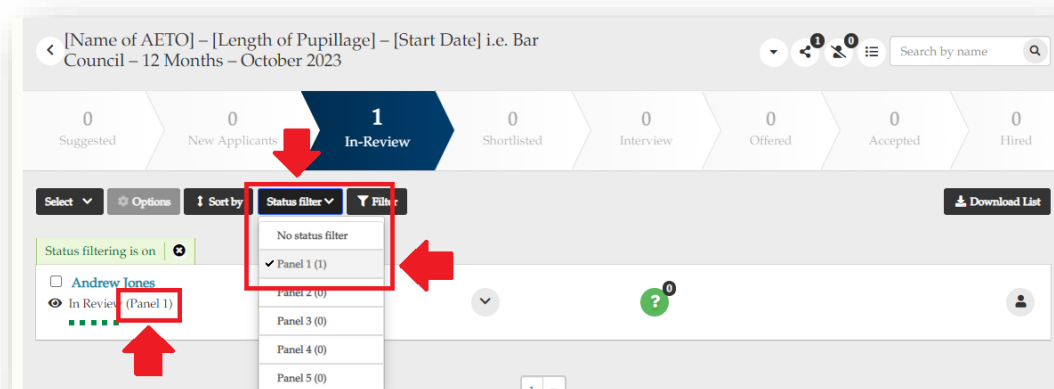 [Name of AETO] – [Length of Pupillage] – [Start Date] i.e. Bar
Council – 12 Months – October 2023
1
0
Search by name
0
Suggested
0
New Applicants
1
In-Review
0
Shortlisted
0
Interview
0
Offered
0
Accepted
0
Hired
Select
Options
Sort by
Status filter
Filter
Download List
Status filtering is on
No status filter
Panel 1 (1)
Panel 2 (0)
Panel 3 (0)
Panel 4 (0)
Panel 5 (0)
Andrew Jones
In Review (Panel 1)
?
0
1